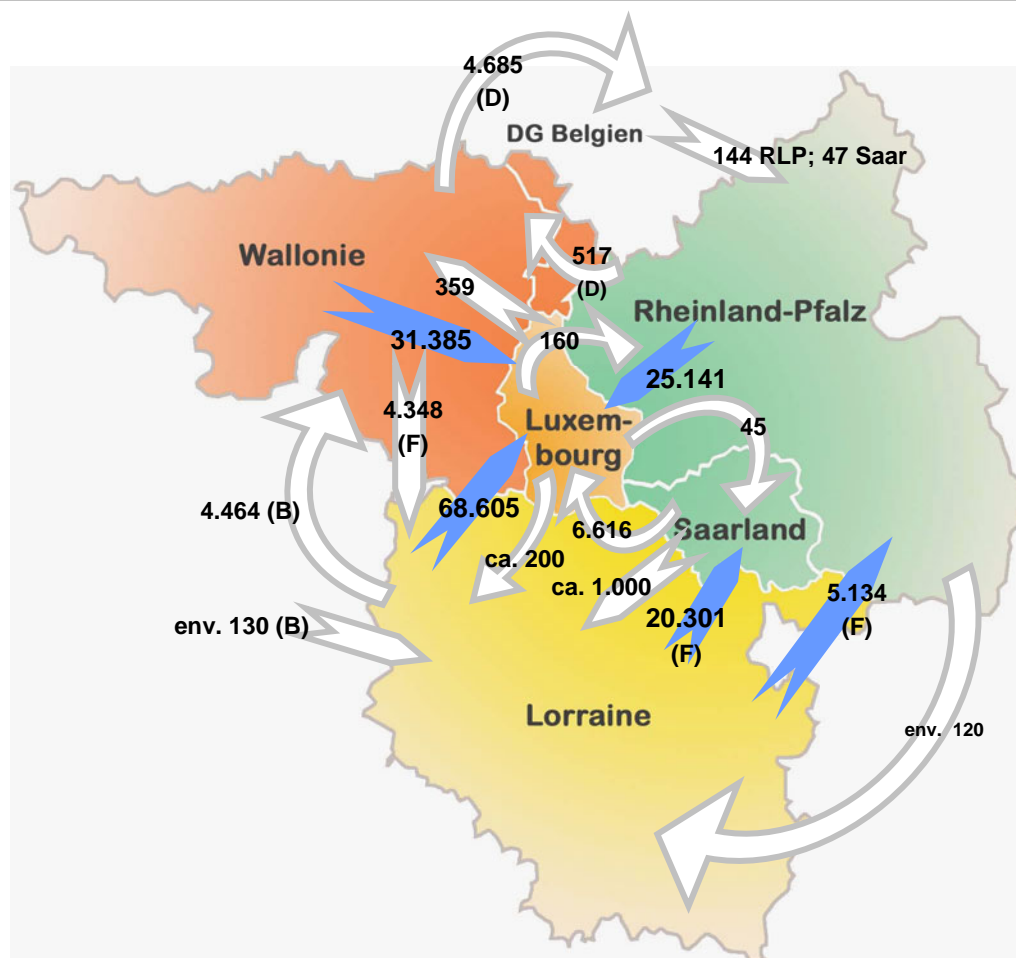 4.685
(D)
DG Belgien
144 RLP; 47 Saar
Wallonie
517
(D)
359
Rheinland-Pfalz
31.385
160
25.141
4.348
(F)
Luxem-
bourg
45
4.464 (B)
68.605
6.616
Saarland
ca. 200
ca. 1.000
5.134
(F)
env. 130 (B)
20.301
(F)
Lorraine
env. 120